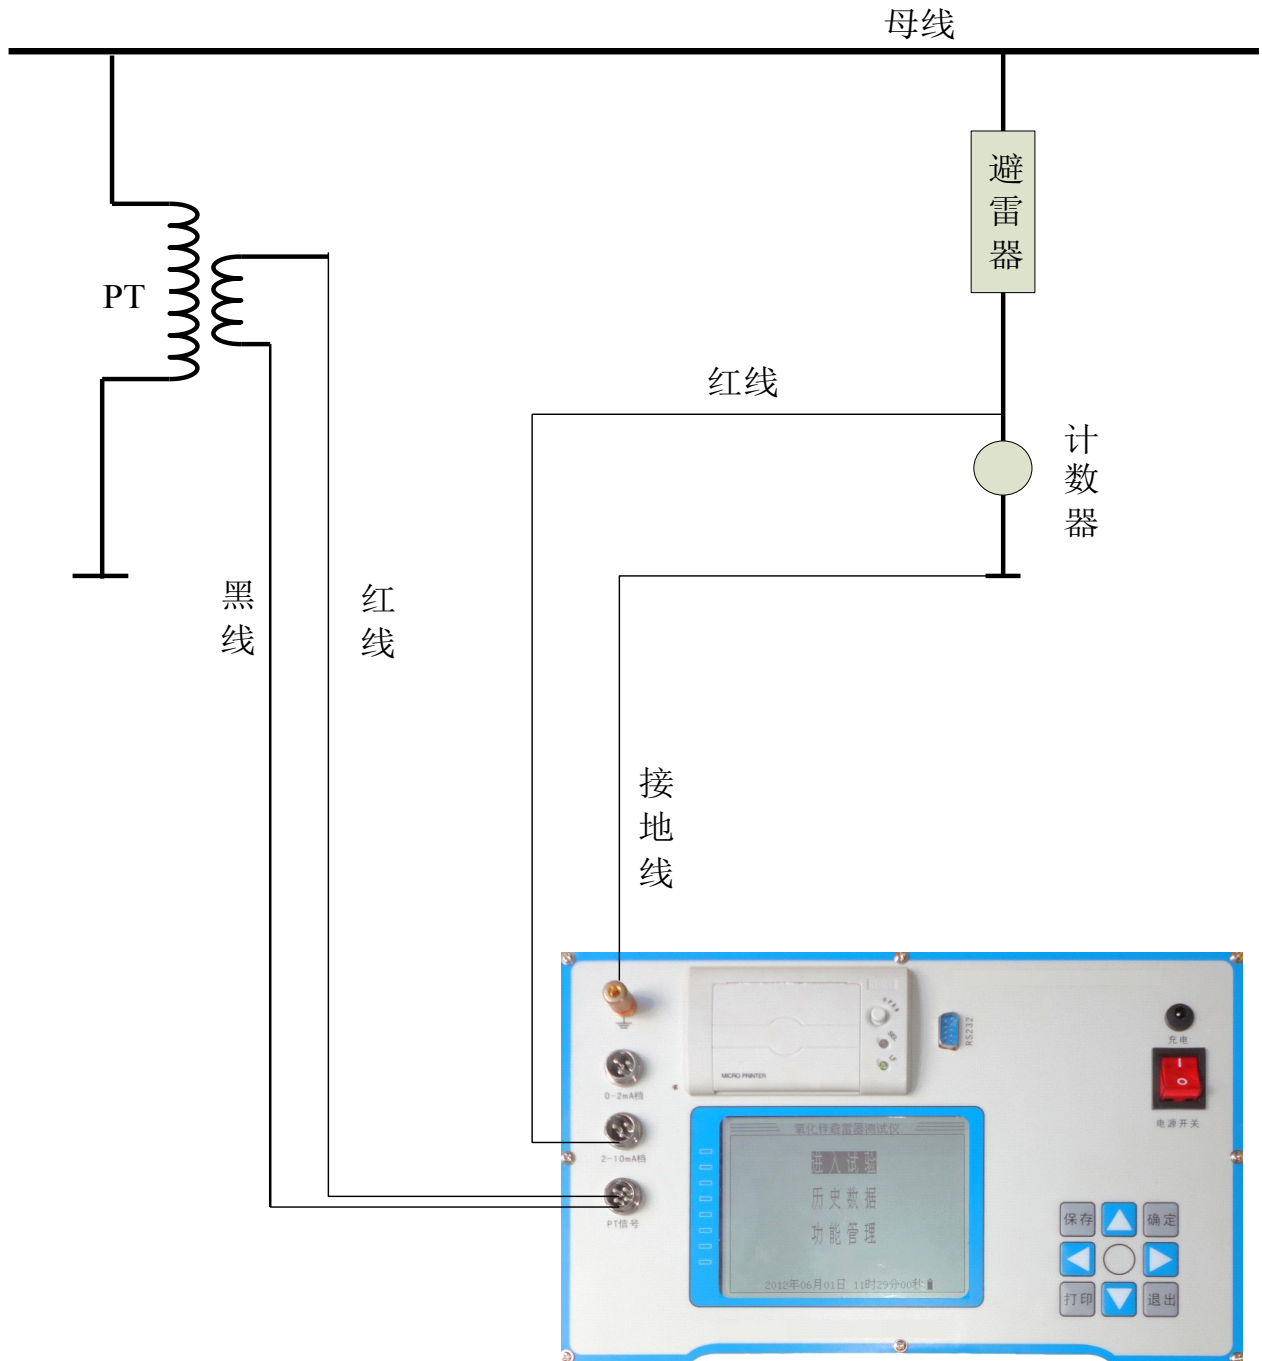 母线
避雷器
PT
红线
计数器
黑线
红线
接地线
MICRO PRINTER
SEL
LF
RS232
充电
0-2mA档
电源开关
氧化锌避雷器测试仪
2-10mA档
进入试验
历史数据
PT信号
功能管理
保存
确定
2012年06月01日 11时29分00秒
打印
退出